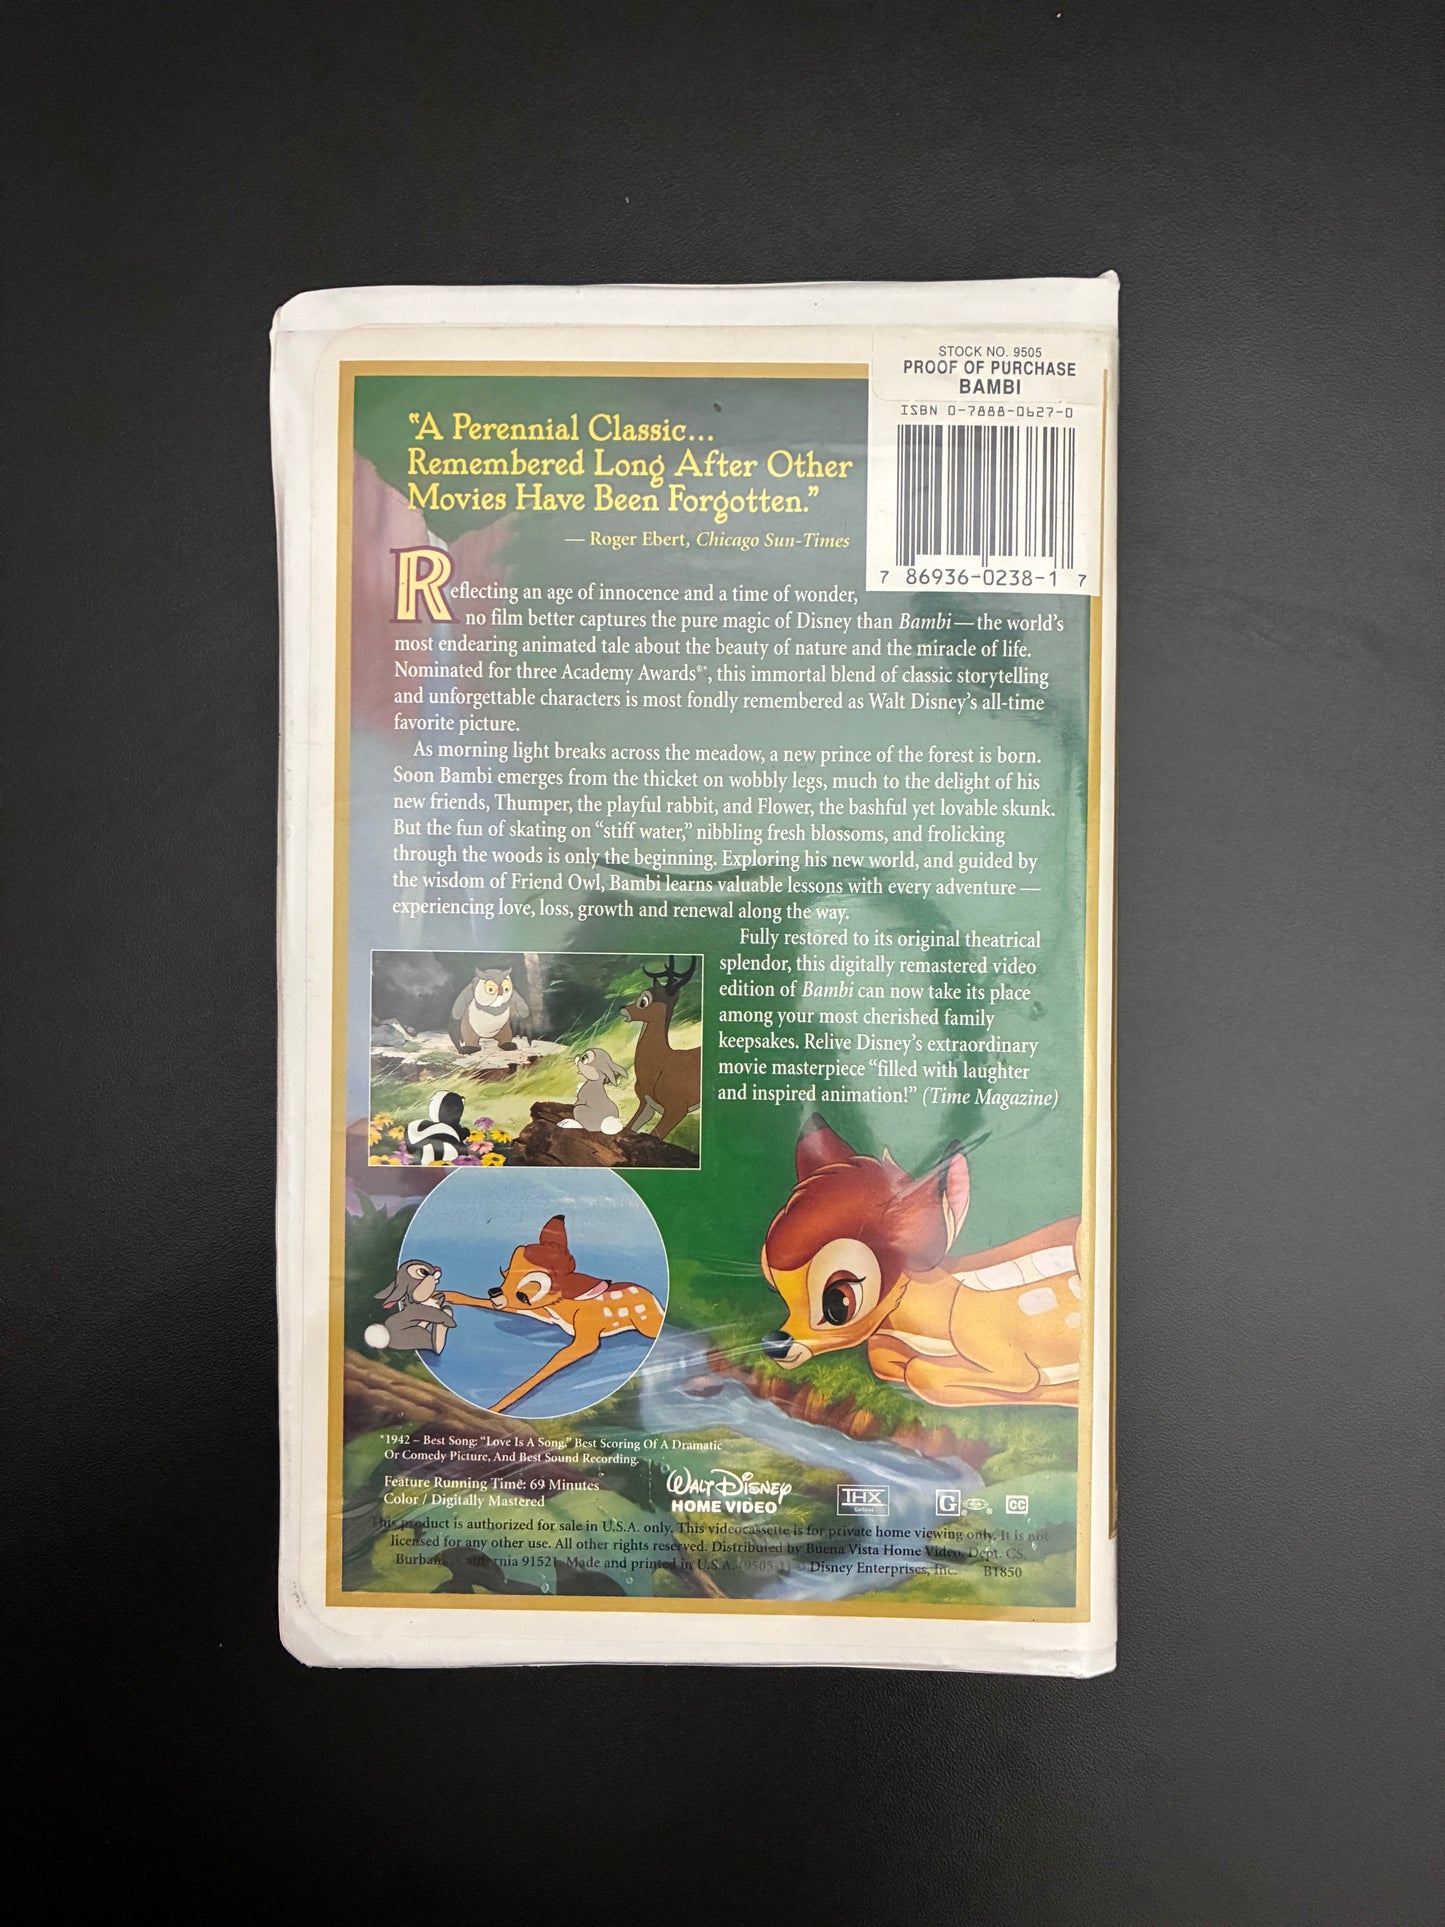 STOCK NO. 9505
PROOF OF PURCHASE
BAMBI
ISBN 0-7888-0627-0
7 86936-0238-1 7
“A Perennial Classic...
Remembered Long After Other
Movies Have Been Forgotten.”
— Roger Ebert, Chicago Sun-Times
Reflecting an age of innocence and a time of wonder,
no film better captures the pure magic of Disney than Bambi—the world’s
most endearing animated tale about the beauty of nature and the miracle of life.
Nominated for three Academy Awards®*, this immortal blend of classic storytelling
and unforgettable characters is most fondly remembered as Walt Disney’s all-time
favorite picture.
As morning light breaks across the meadow, a new prince of the forest is born.
Soon Bambi emerges from the thicket on wobbly legs, much to the delight of his
new friends, Thumper, the playful rabbit, and Flower, the bashful yet lovable skunk.
But the fun of skating on “stiff water,” nibbling fresh blossoms, and frolicking
through the woods is only the beginning. Exploring his new world, and guided by
the wisdom of Friend Owl, Bambi learns valuable lessons with every adventure—
experiencing love, loss, growth and renewal along the way.
Fully restored to its original theatrical
splendor, this digitally remastered video
edition of Bambi can now take its place
among your most cherished family
keepsakes. Relive Disney’s extraordinary
movie masterpiece “filled with laughter
and inspired animation!” (Time Magazine)
*1942 – Best Song: “Love Is A Song,” Best Scoring Of A Dramatic
Or Comedy Picture, And Best Sound Recording.
Feature Running Time: 69 Minutes
Color / Digitally Mastered
WALT DISNEY
HOME VIDEO
THX
G
CC
This product is authorized for sale in U.S.A. only. This videocassette is for private home viewing only. It is not
licensed for any other use. All other rights reserved. Distributed by Buena Vista Home Video, Dept. CS,
Burbank, California 91521. Made and printed in U.S.A. (9505-1) © Disney Enterprises, Inc. B1850